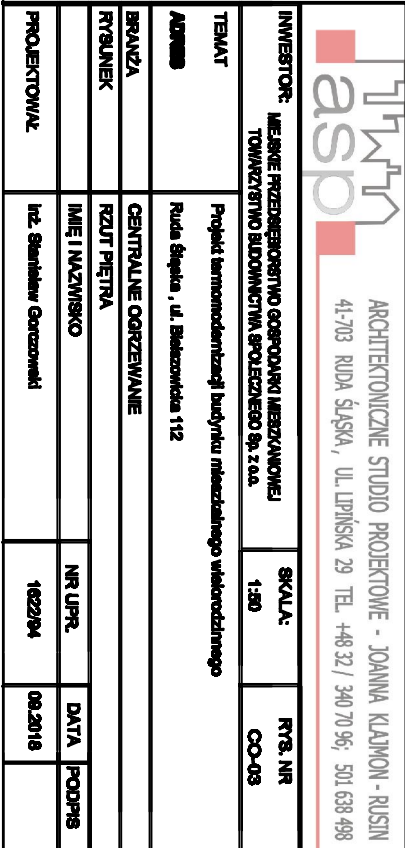 asp
ARCHITEKTONICZNE STUDIO PROJEKTOWE - JOANNA KLAJMON - RUSIN
41-703 RUDA ŚLĄSKA, UL. LIPIŃSKA 29 TEL. +48 32 / 340 70 96; 501 638 498
INWESTOR: MIEJSKIE PRZEDSIĘBIORSTWO GOSPODARKI MIESZKANIOWEJ
TOWARZYSTWO BUDOWNICTWA SPOŁECZNEGO Sp. z o.o.
SKALA:
1:50
RYS. NR
CO-03
TEMAT Projekt termomodernizacji budynku mieszkalnego wielorodzinnego
ADRES Ruda Śląska , ul. Bielszowicka 112
BRANŻA CENTRALNE OGRZEWANIE
RYSUNEK RZUT PIĘTRA
IMIĘ I NAZWISKO NR UPR. DATA PODPIS
PROJEKTOWAŁ inż. Stanisław Gorczowski 1622/94 09.2018